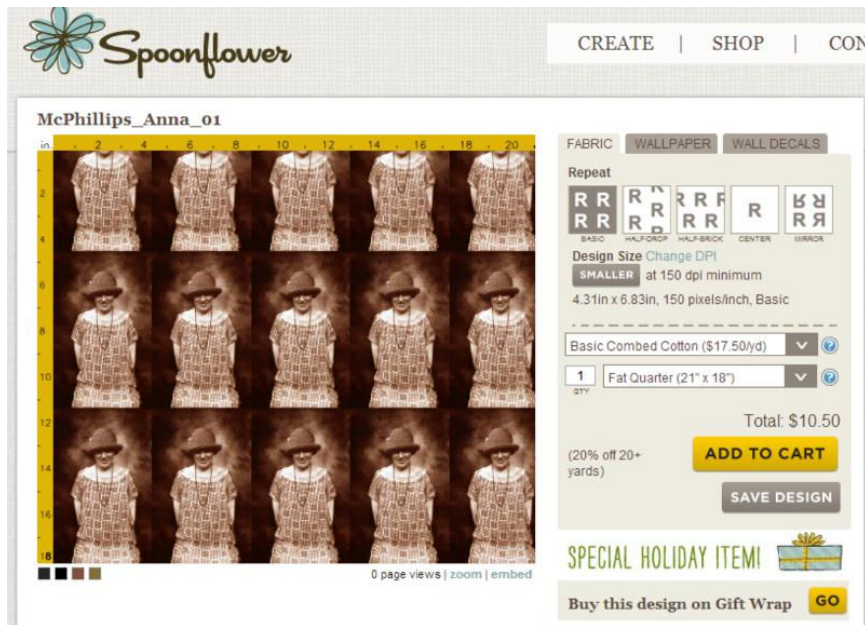 Spoonflower
CREATE | SHOP | CON
McPhillips_Anna_01
in. 2 4 6 8 10 12 14 16 18 20
2
4
6
8
10
12
14
16
18
0 page views | zoom | embed
FABRIC WALLPAPER WALL DECALS
Repeat
R R R R R R R R R R R R R R
R R R R R R R R
BASIC HALF-DROP HALF-BRICK CENTER MIRROR
Design Size Change DPI
SMALLER at 150 dpi minimum
4.31in x 6.83in, 150 pixels/inch, Basic
Basic Combed Cotton ($17.50/yd) ?
1 Fat Quarter (21" x 18") ?
QTY
Total: $10.50
(20% off 20+
yards)
ADD TO CART
SAVE DESIGN
SPECIAL HOLIDAY ITEM!
Buy this design on Gift Wrap GO